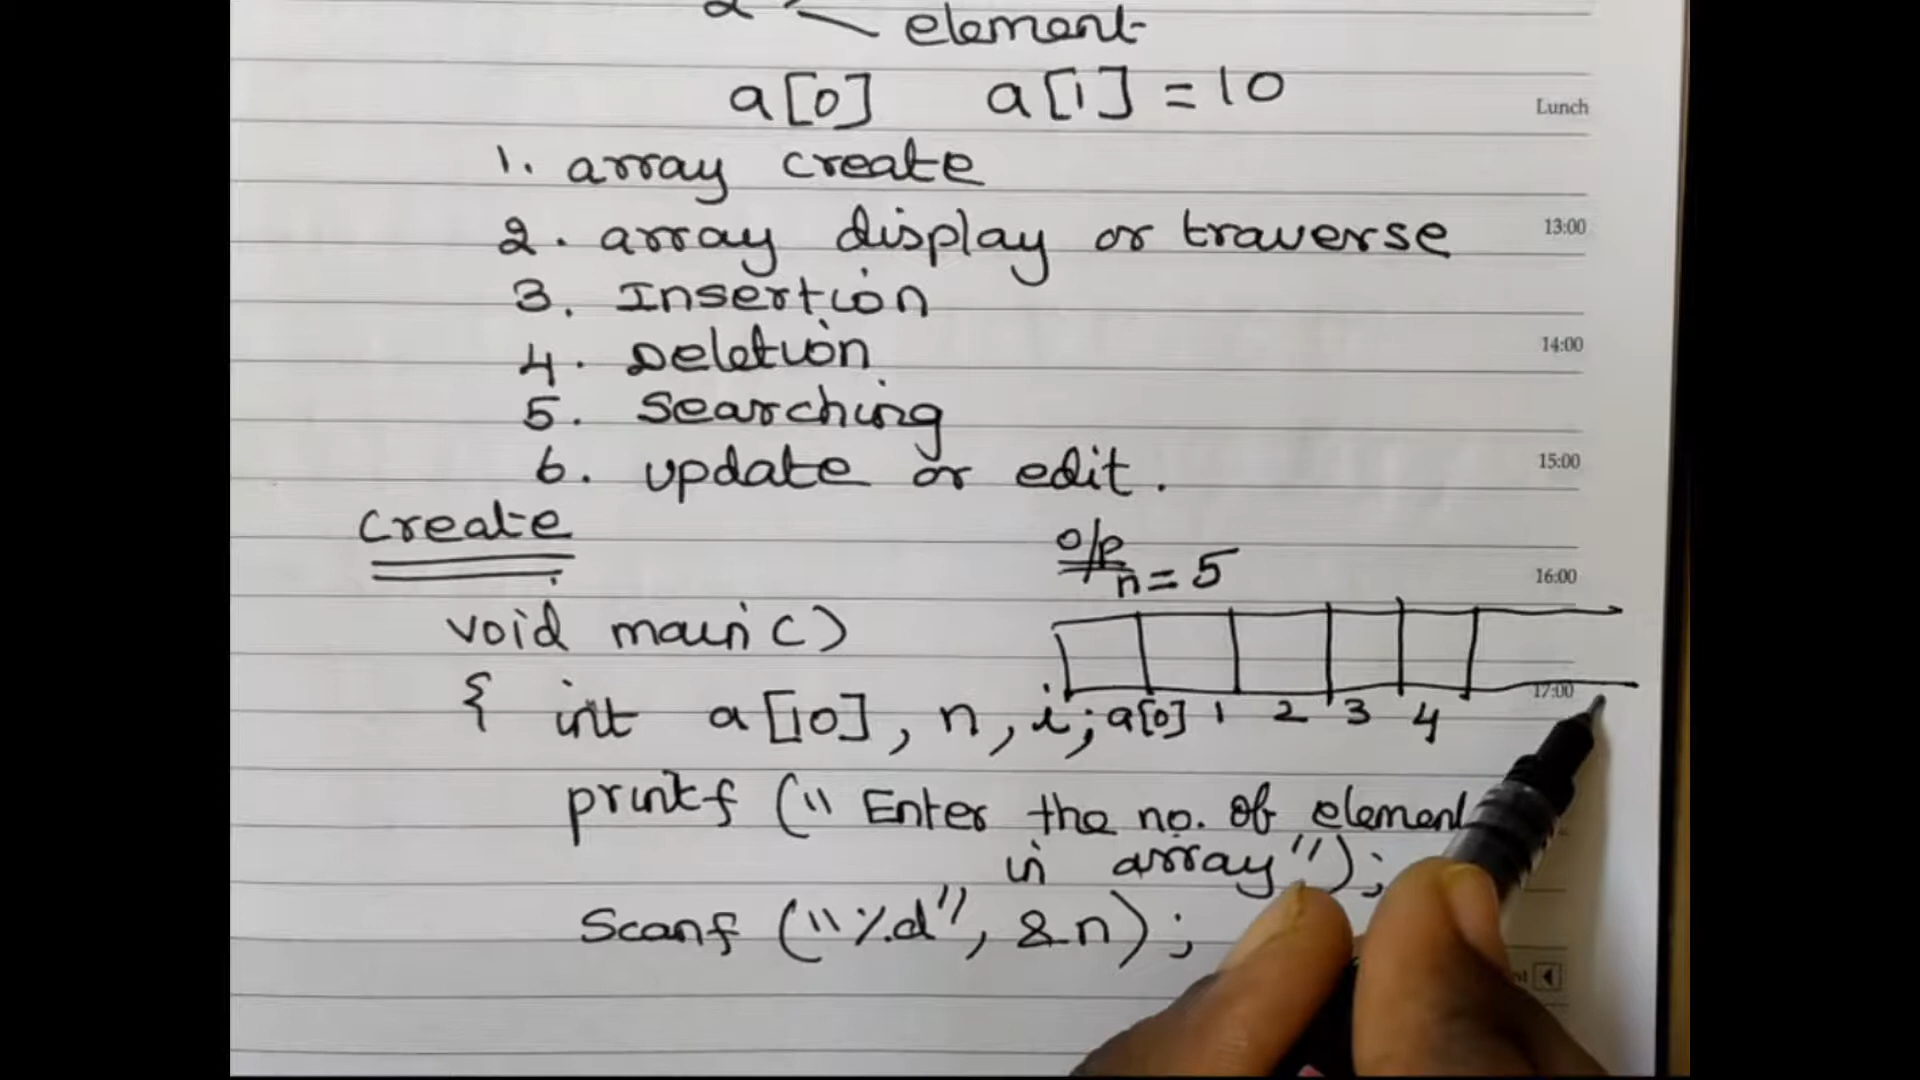 element
a[0] a[1] = 10
Lunch
1. array create
2. array display or traverse
13:00
3. Insertion
4. Deletion
14:00
5. Searching
6. update or edit.
15:00
create
o/p
n = 5
16:00
void main()
{ int a[10], n, i;
a[0] 1 2 3 4
17:00
printf ("Enter the no. of element
in array");
Scanf ("%d", &n);